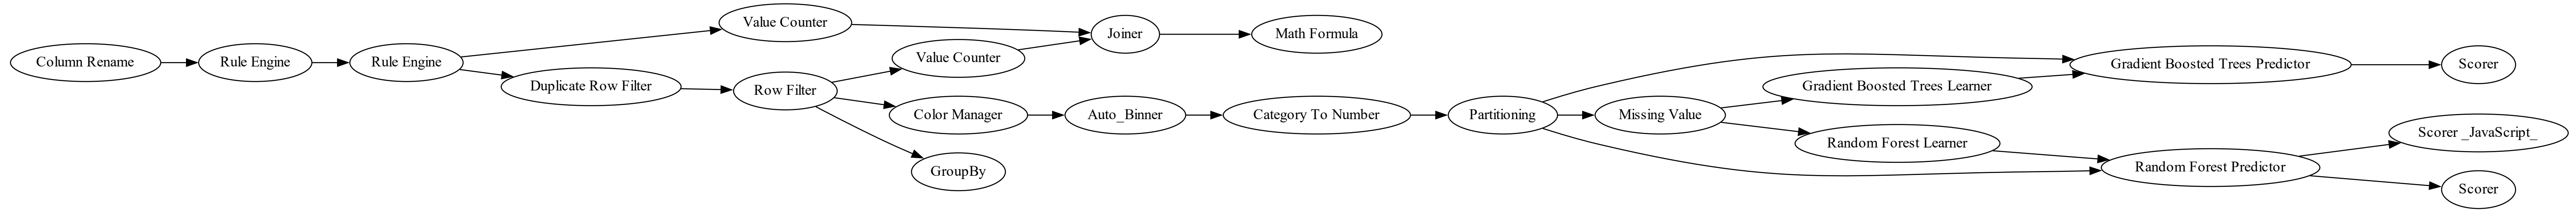 Column Rename
Rule Engine
Rule Engine
Value Counter
Duplicate Row Filter
Row Filter
Value Counter
Color Manager
GroupBy
Joiner
Math Formula
Auto_Binner
Category To Number
Partitioning
Missing Value
Gradient Boosted Trees Learner
Random Forest Learner
Gradient Boosted Trees Predictor
Random Forest Predictor
Scorer
Scorer _JavaScript_
Scorer